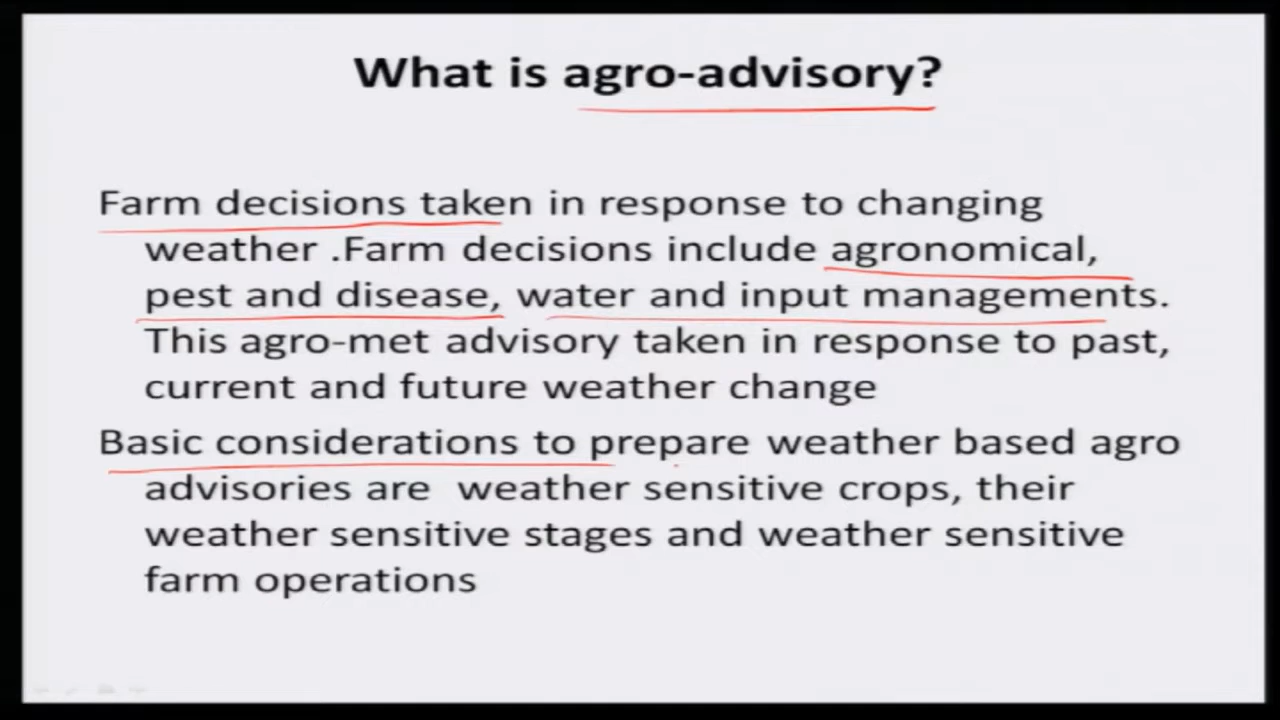 What is agro-advisory?
Farm decisions taken in response to changing
weather .Farm decisions include agronomical,
pest and disease, water and input managements.
This agro-met advisory taken in response to past,
current and future weather change
Basic considerations to prepare weather based agro
advisories are weather sensitive crops, their
weather sensitive stages and weather sensitive
farm operations